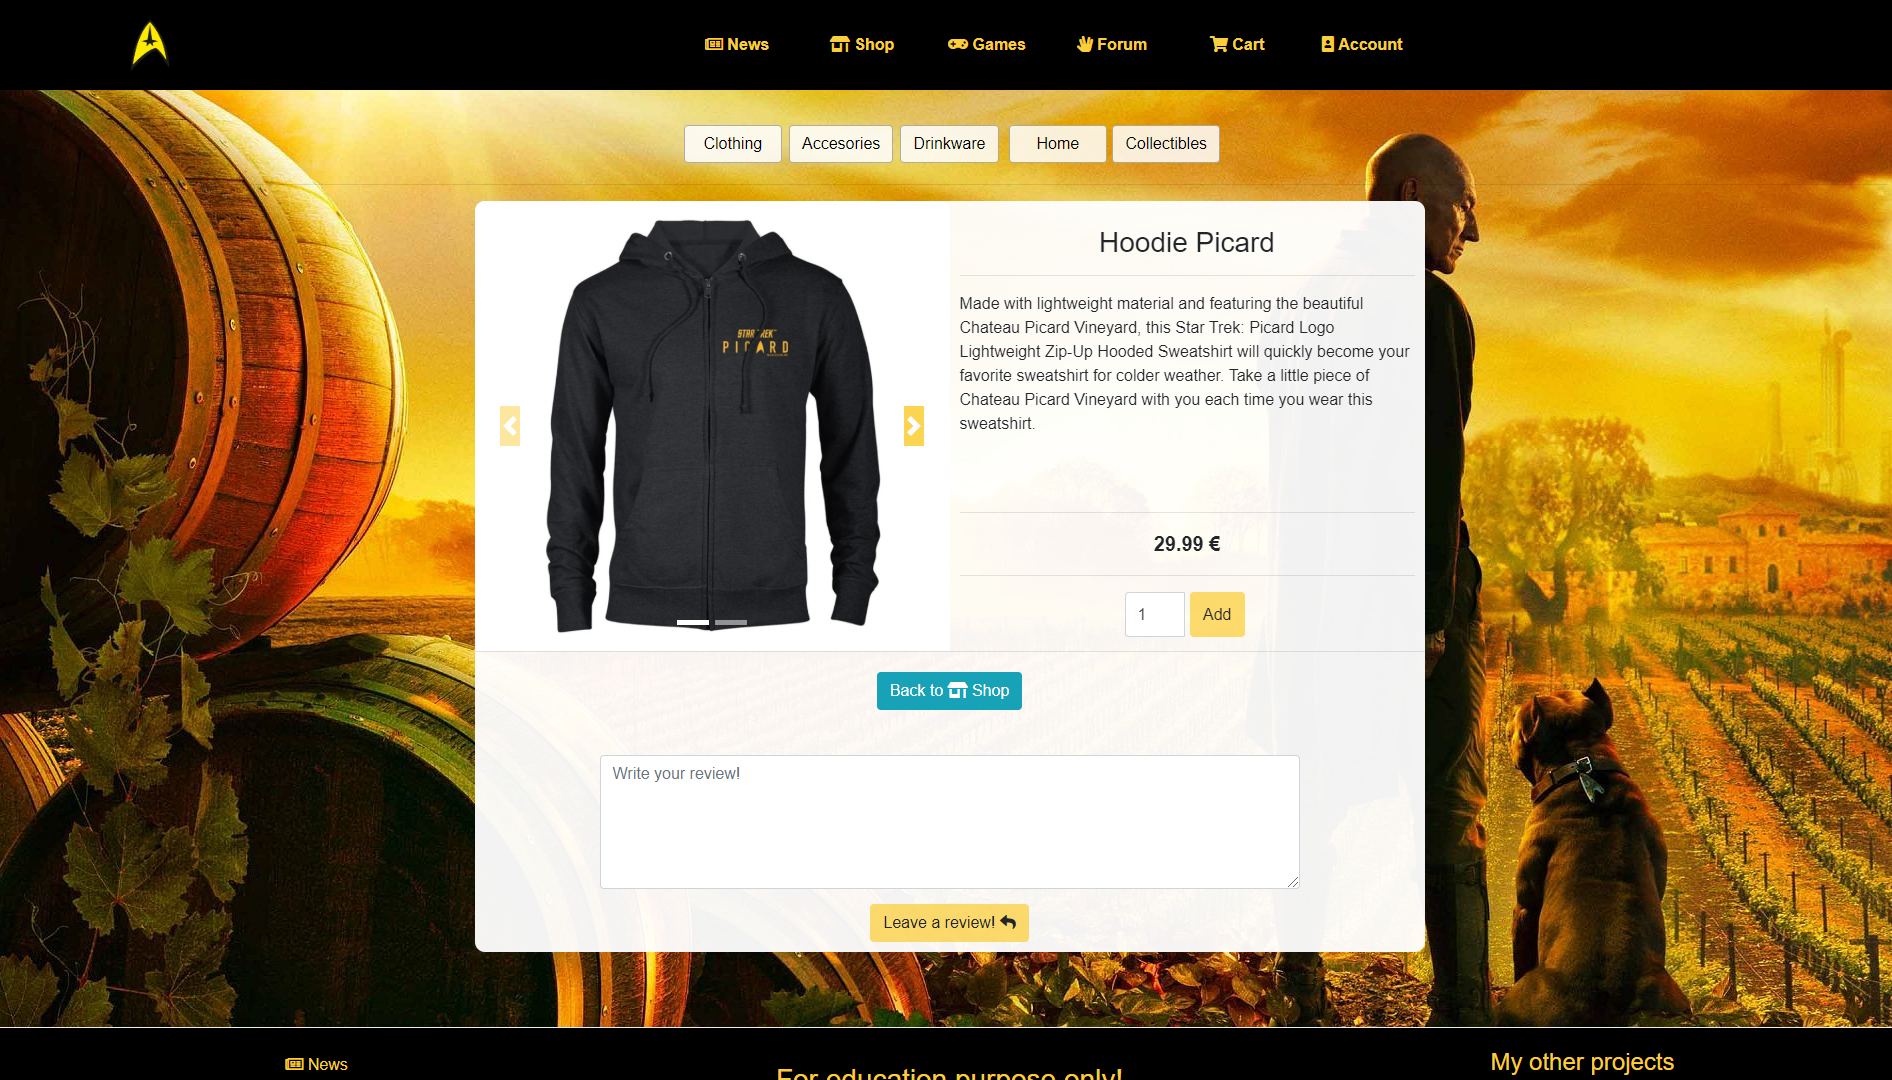 News
Shop
Games
Forum
Cart
Account
Clothing
Accesories
Drinkware
Home
Collectibles
STAR TREK
PICARD
Hoodie Picard
Made with lightweight material and featuring the beautiful
Chateau Picard Vineyard, this Star Trek: Picard Logo
Lightweight Zip-Up Hooded Sweatshirt will quickly become your
favorite sweatshirt for colder weather. Take a little piece of
Chateau Picard Vineyard with you each time you wear this
sweatshirt.
29.99 €
1
Add
Back to Shop
Write your review!
Leave a review!
News
For education purpose only!
My other projects